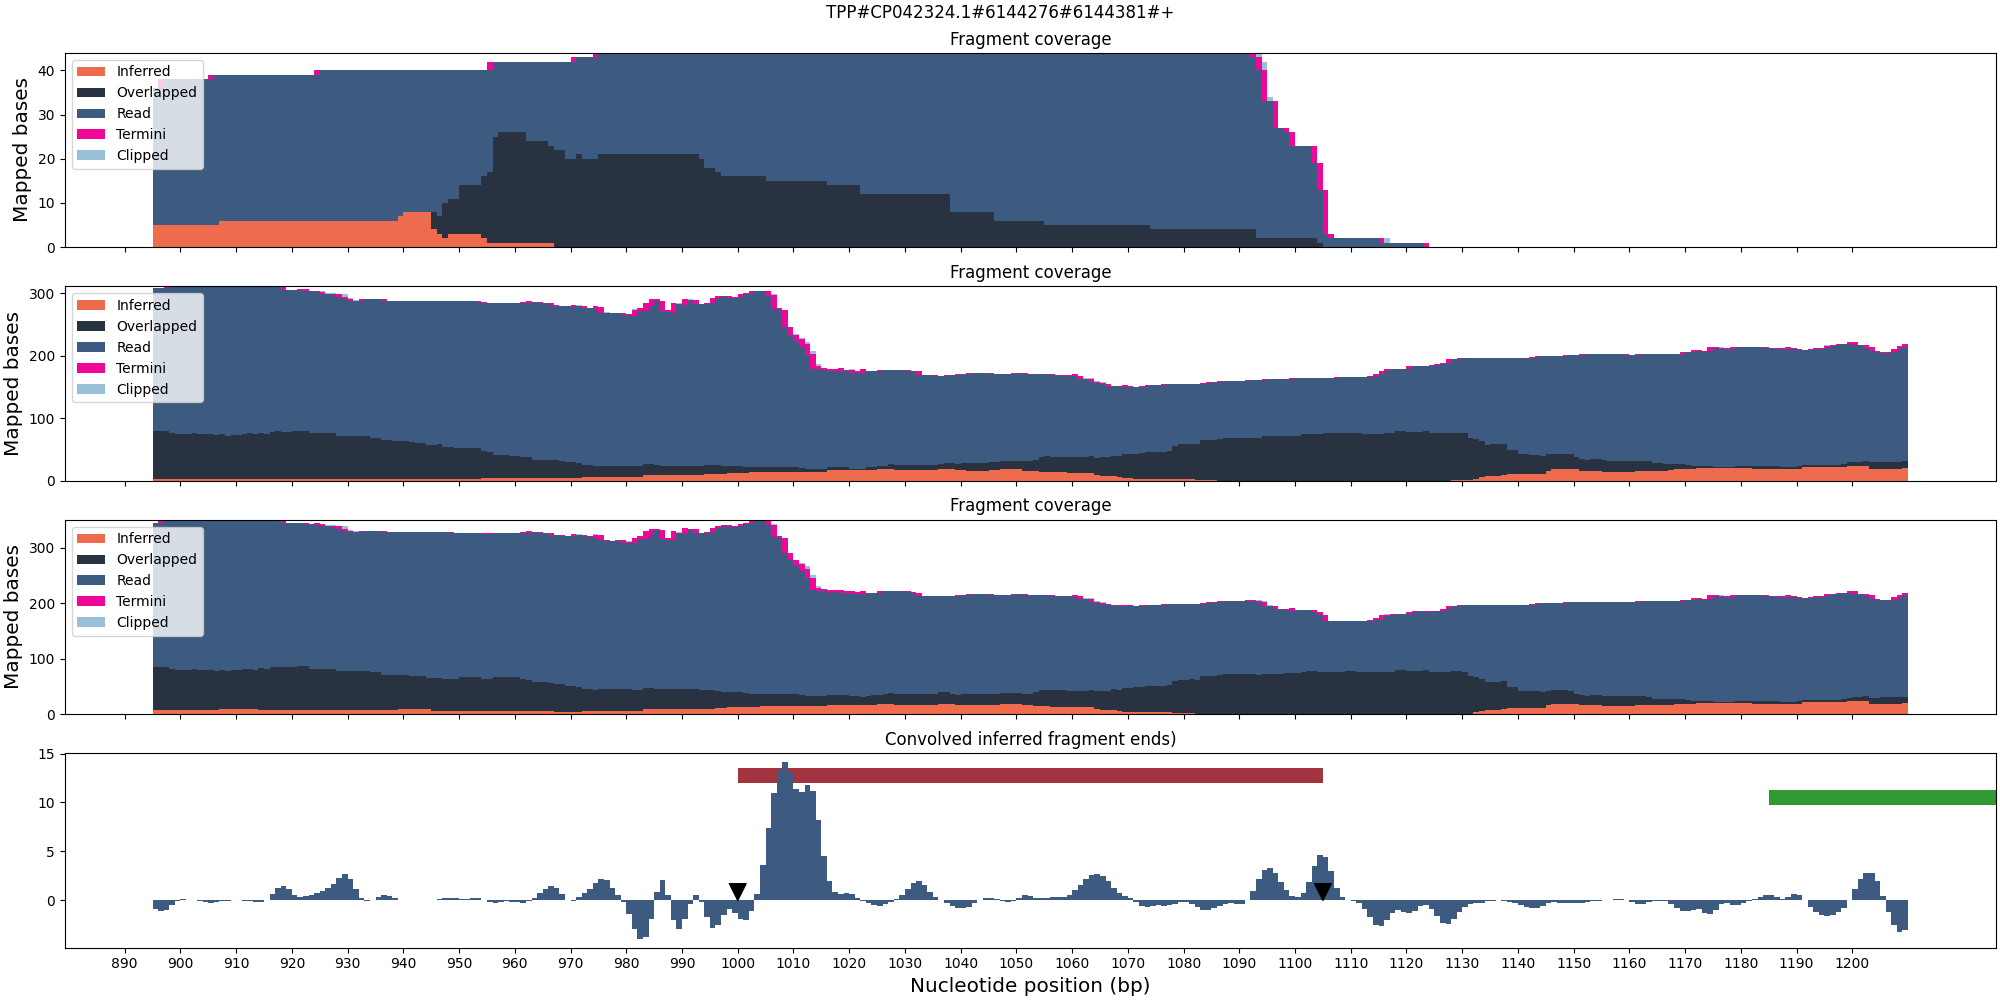 TPP#CP042324.1#6144276#6144381#+
Fragment coverage
Mapped bases
40
30
20
10
0
Inferred
Overlapped
Read
Termini
Clipped
Fragment coverage
Mapped bases
300
200
100
0
Inferred
Overlapped
Read
Termini
Clipped
Fragment coverage
Mapped bases
300
200
100
0
Inferred
Overlapped
Read
Termini
Clipped
Convolved inferred fragment ends)
15
10
5
0
890 900 910 920 930 940 950 960 970 980 990 1000 1010 1020 1030 1040 1050 1060 1070 1080 1090 1100 1110 1120 1130 1140 1150 1160 1170 1180 1190 1200
Nucleotide position (bp)